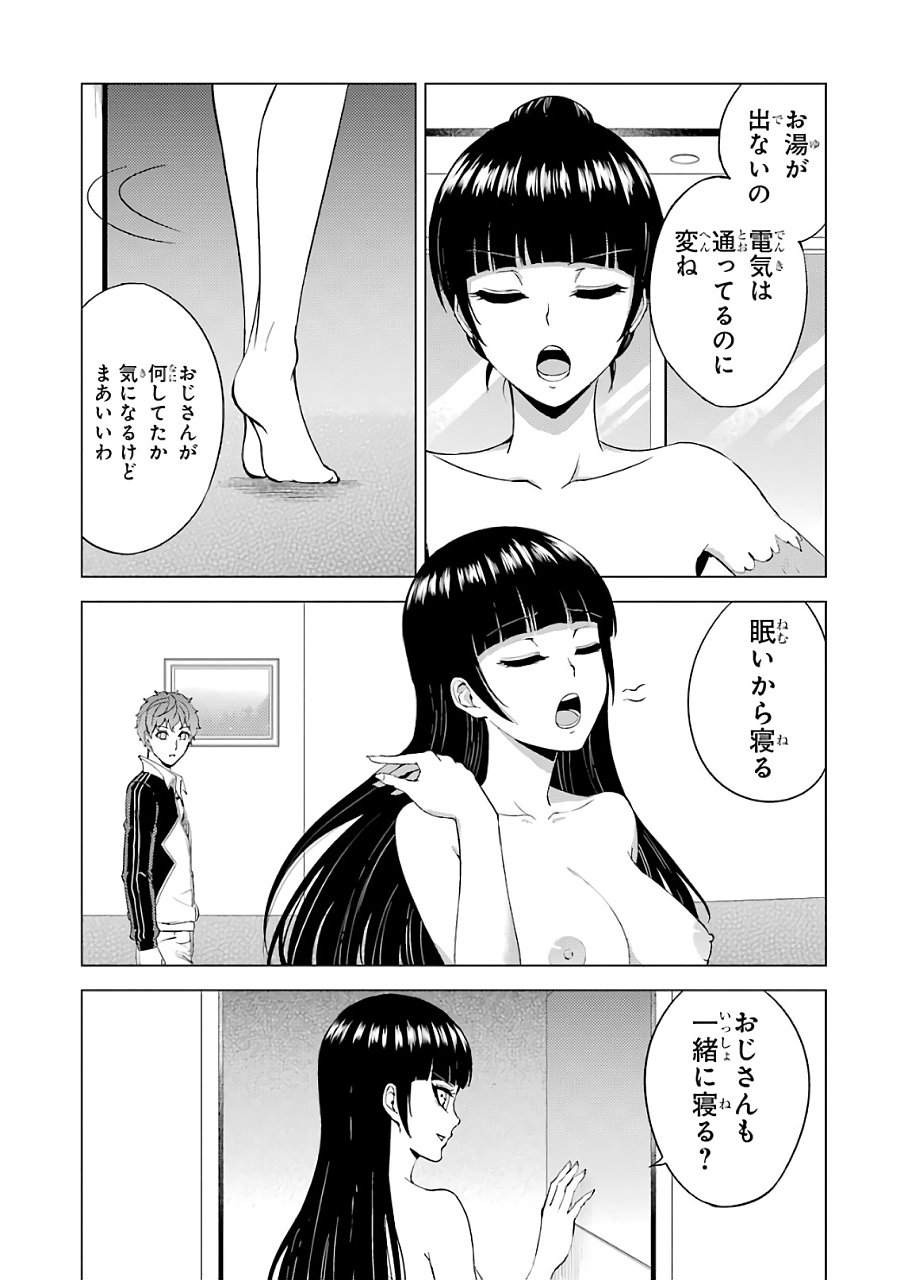 お湯が
出ないの
電気は
通ってるのに
変ね
おじさんが
何してたか
気になるけど
まあいいわ
眠いから寝る
おじさんも
一緒に寝る？